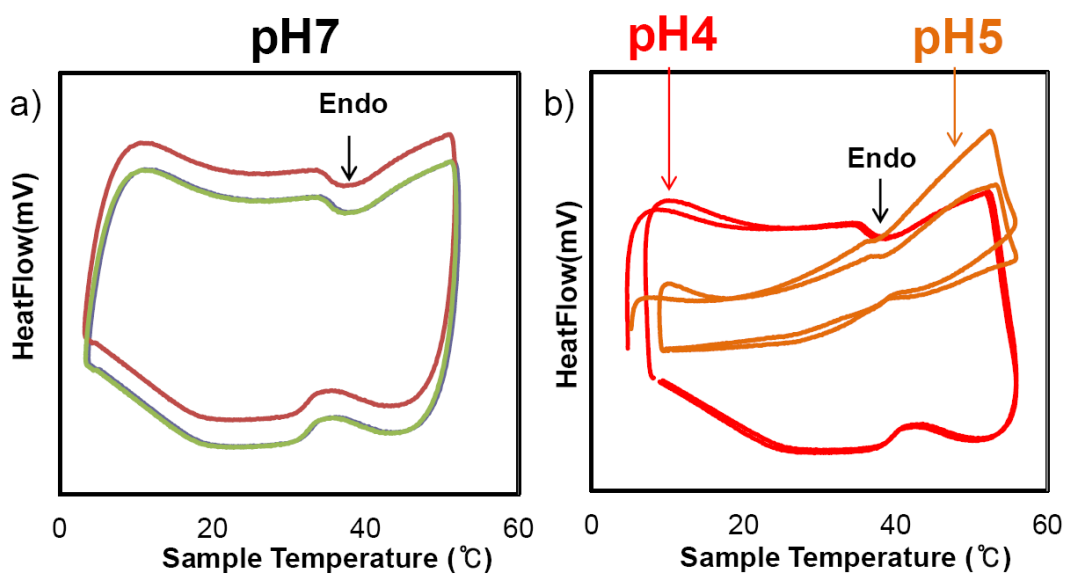 pH7
pH4
pH5
a)
Endo
b)
Endo
HeatFlow(mV)
HeatFlow(mV)
0
20
40
60
0
20
40
60
Sample Temperature (℃)
Sample Temperature (℃)